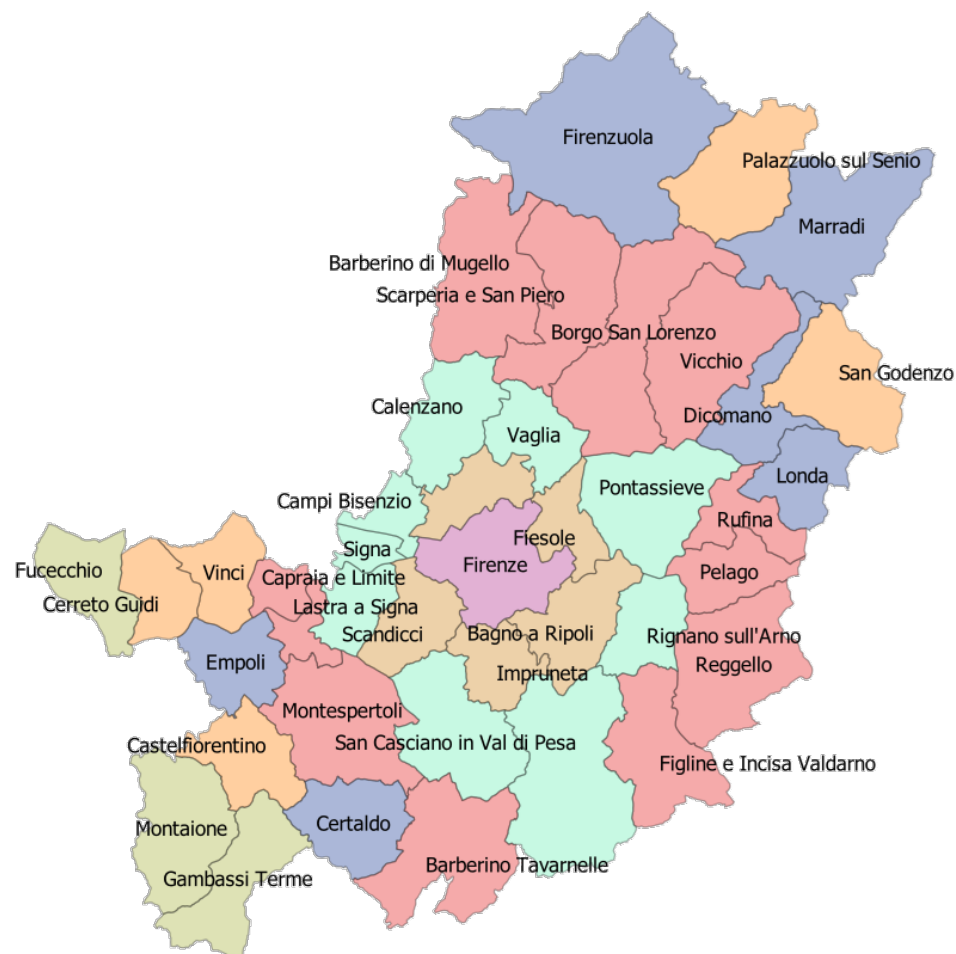 Firenzuola
Palazzuolo sul Senio
Marradi
Barberino di Mugello
Scarperia e San Piero
Borgo San Lorenzo
Vicchio
San Godenzo
Calenzano
Dicomano
Vaglia
Londa
Pontassieve
Campi Bisenzio
Rufina
Fiesole
Signa
Firenze
Fucecchio
Vinci
Capraia e Limite
Pelago
Cerreto Guidi
Lastra a Signa
Scandicci
Bagno a Ripoli
Rignano sull'Arno
Empoli
Reggello
Impruneta
Montespertoli
Castelfiorentino
San Casciano in Val di Pesa
Figline e Incisa Valdarno
Montaione
Certaldo
Barberino Tavarnelle
Gambassi Terme